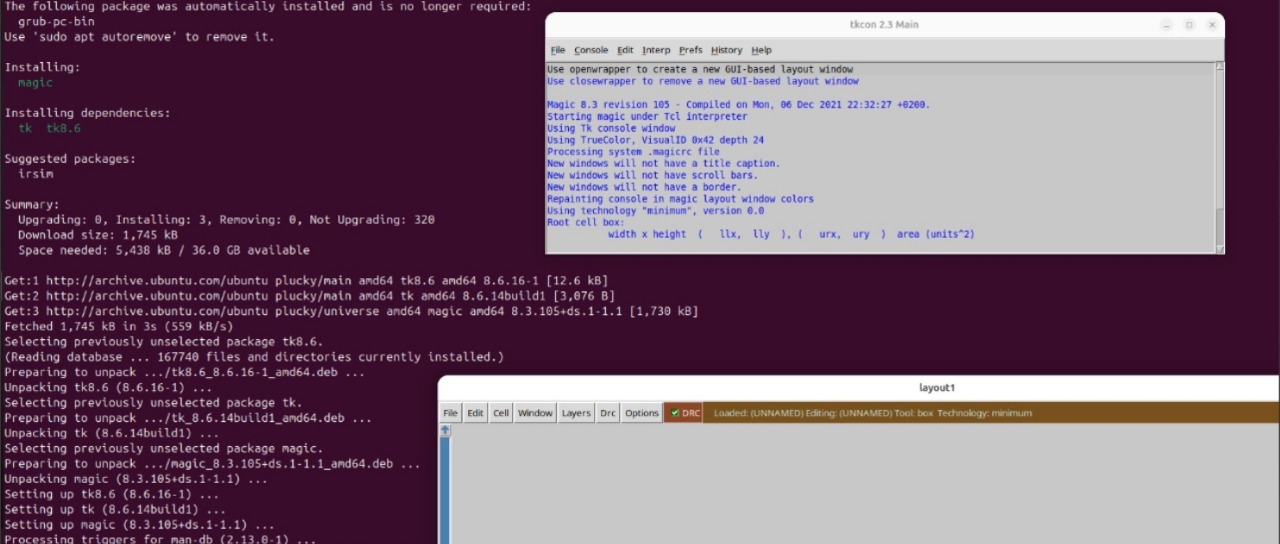 The following package was automatically installed and is no longer required:
  grub-pc-bin
Use 'sudo apt autoremove' to remove it.
Installing:
  magic
Installing dependencies:
  tk  tk8.6
Suggested packages:
  irsim
Summary:
  Upgrading: 0, Installing: 3, Removing: 0, Not Upgrading: 320
  Download size: 1,745 kB
  Space needed: 5,438 kB / 36.0 GB available
Get:1 http://archive.ubuntu.com/ubuntu plucky/main amd64 tk8.6 amd64 8.6.16-1 [12.6 kB]
Get:2 http://archive.ubuntu.com/ubuntu plucky/main amd64 tk amd64 8.6.14build1 [3,076 B]
Get:3 http://archive.ubuntu.com/ubuntu plucky/universe amd64 magic amd64 8.3.105+ds.1-1.1 [1,730 kB]
Fetched 1,745 kB in 3s (559 kB/s)
Selecting previously unselected package tk8.6.
(Reading database ... 167740 files and directories currently installed.)
Preparing to unpack .../tk8.6_8.6.16-1_amd64.deb ...
Unpacking tk8.6 (8.6.16-1) ...
Selecting previously unselected package tk.
Preparing to unpack .../tk_8.6.14build1_amd64.deb ...
Unpacking tk (8.6.14build1) ...
Selecting previously unselected package magic.
Preparing to unpack .../magic_8.3.105+ds.1-1.1_amd64.deb ...
Unpacking magic (8.3.105+ds.1-1.1) ...
Setting up tk8.6 (8.6.16-1) ...
Setting up tk (8.6.14build1) ...
Setting up magic (8.3.105+ds.1-1.1) ...
Processing triggers for man-db (2.13.0-1) ...
tkcon 2.3 Main
File Console Edit Interp Prefs History Help
Use openwrapper to create a new GUI-based layout window
Use closewrapper to remove a new GUI-based layout window
Magic 8.3 revision 105 - Compiled on Mon, 06 Dec 2021 22:32:27 +0200.
Starting magic under Tcl interpreter
Using Tk console window
Using TrueColor, VisualID 0x42 depth 24
Processing system .magicrc file
New windows will not have a title caption.
New windows will not have scroll bars.
New windows will not have a border.
Repainting console in magic layout window colors
Using technology "minimum", version 0.0
Root cell box:
width x height  (   llx,  lly  ), (   urx,  ury  )  area (units^2)
layout1
File Edit Cell Window Layers Drc Options DRC Loaded: (UNNAMED) Editing: (UNNAMED) Tool: box Technology: minimum